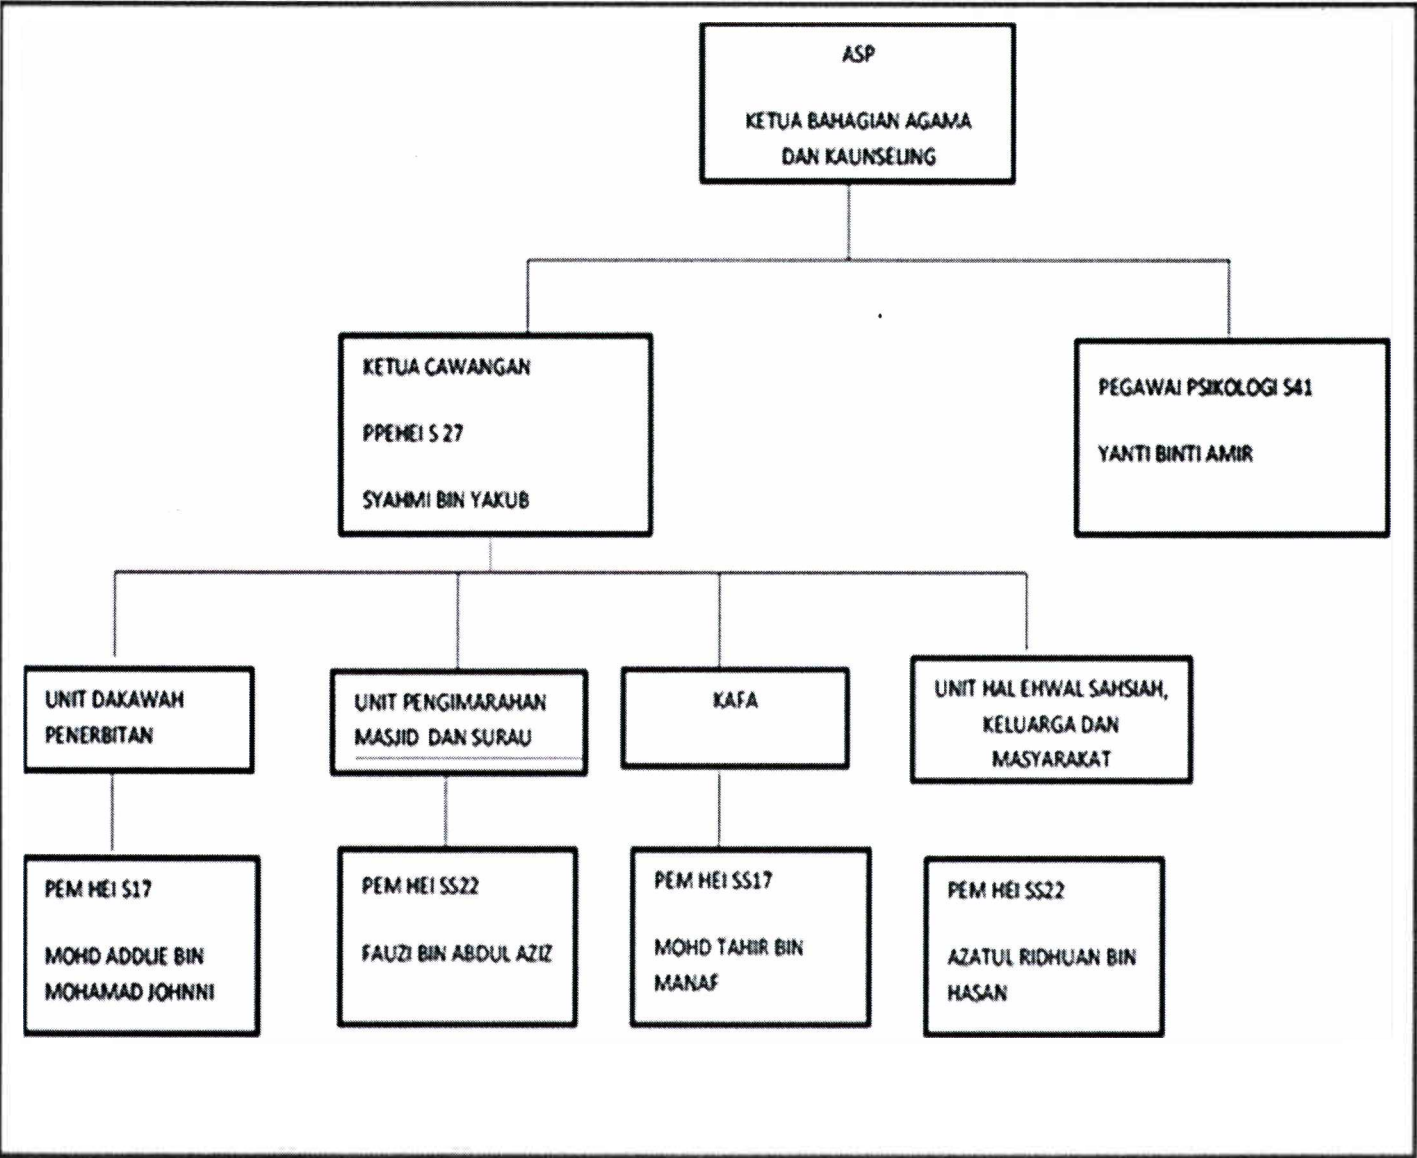 ASP
KETUA BAHAGIAN AGAMA
DAN KAUNSELING
KETUA CAWANGAN
PPEHEI S 27
SYAHMI BIN YAKUB
PEGAWAI PSIKOLOGI S41
YANTI BINTI AMIR
UNIT DAKAWAH
PENERBITAN
UNIT PENGIMARAHAN
MASJID DAN SURAU
KAFA
UNIT HAL EHWAL SAHSIAH,
KELUARGA DAN
MASYARAKAT
PEM HEI S17
MOHD ADDLIE BIN
MOHAMAD JOHNNI
PEM HEI SS22
FAUZI BIN ABDUL AZIZ
PEM HEI SS17
MOHD TAHIR BIN
MANAF
PEM HEI SS22
AZATUL RIDHUAN BIN
HASAN